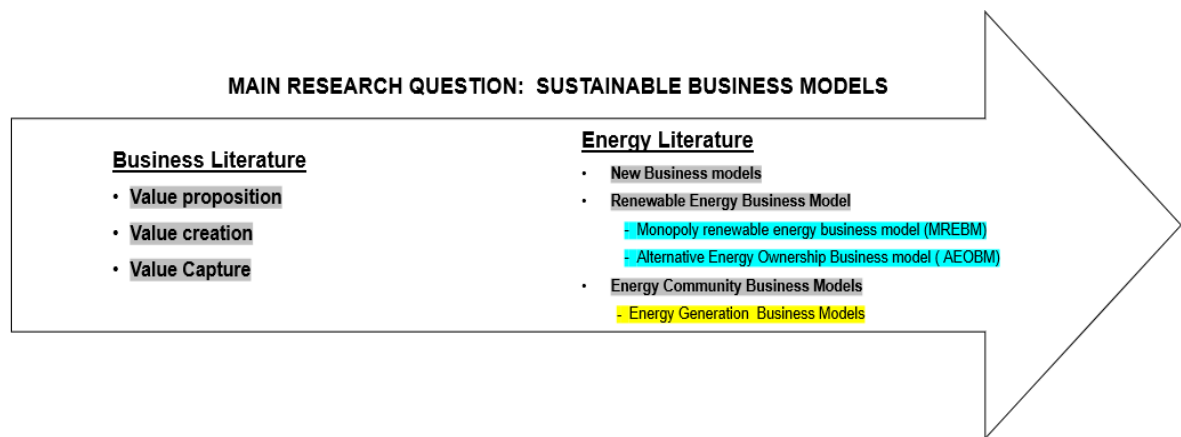 MAIN RESEARCH QUESTION: SUSTAINABLE BUSINESS MODELS
Business Literature
• Value proposition
• Value creation
• Value Capture
Energy Literature
• New Business models
• Renewable Energy Business Model
- Monopoly renewable energy business model (MREBM)
- Alternative Energy Ownership Business model ( AEOBM)
• Energy Community Business Models
- Energy Generation Business Models